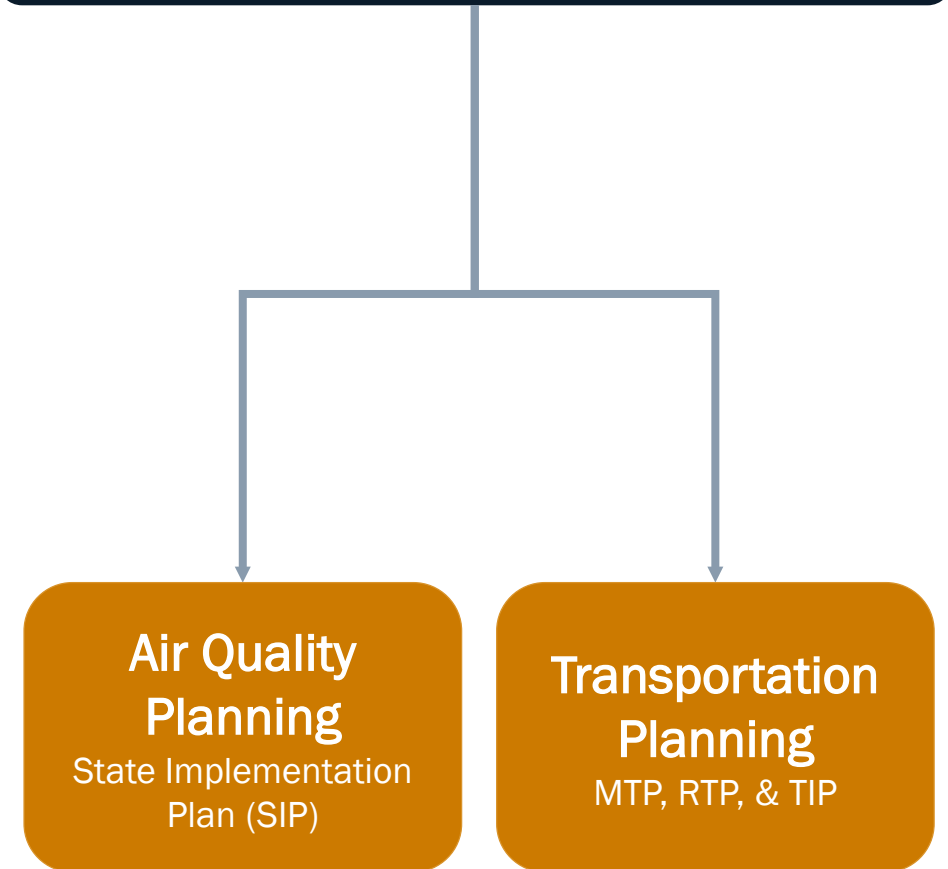 Air Quality
Planning
State Implementation
Plan (SIP)
Transportation
Planning
MTP, RTP, & TIP